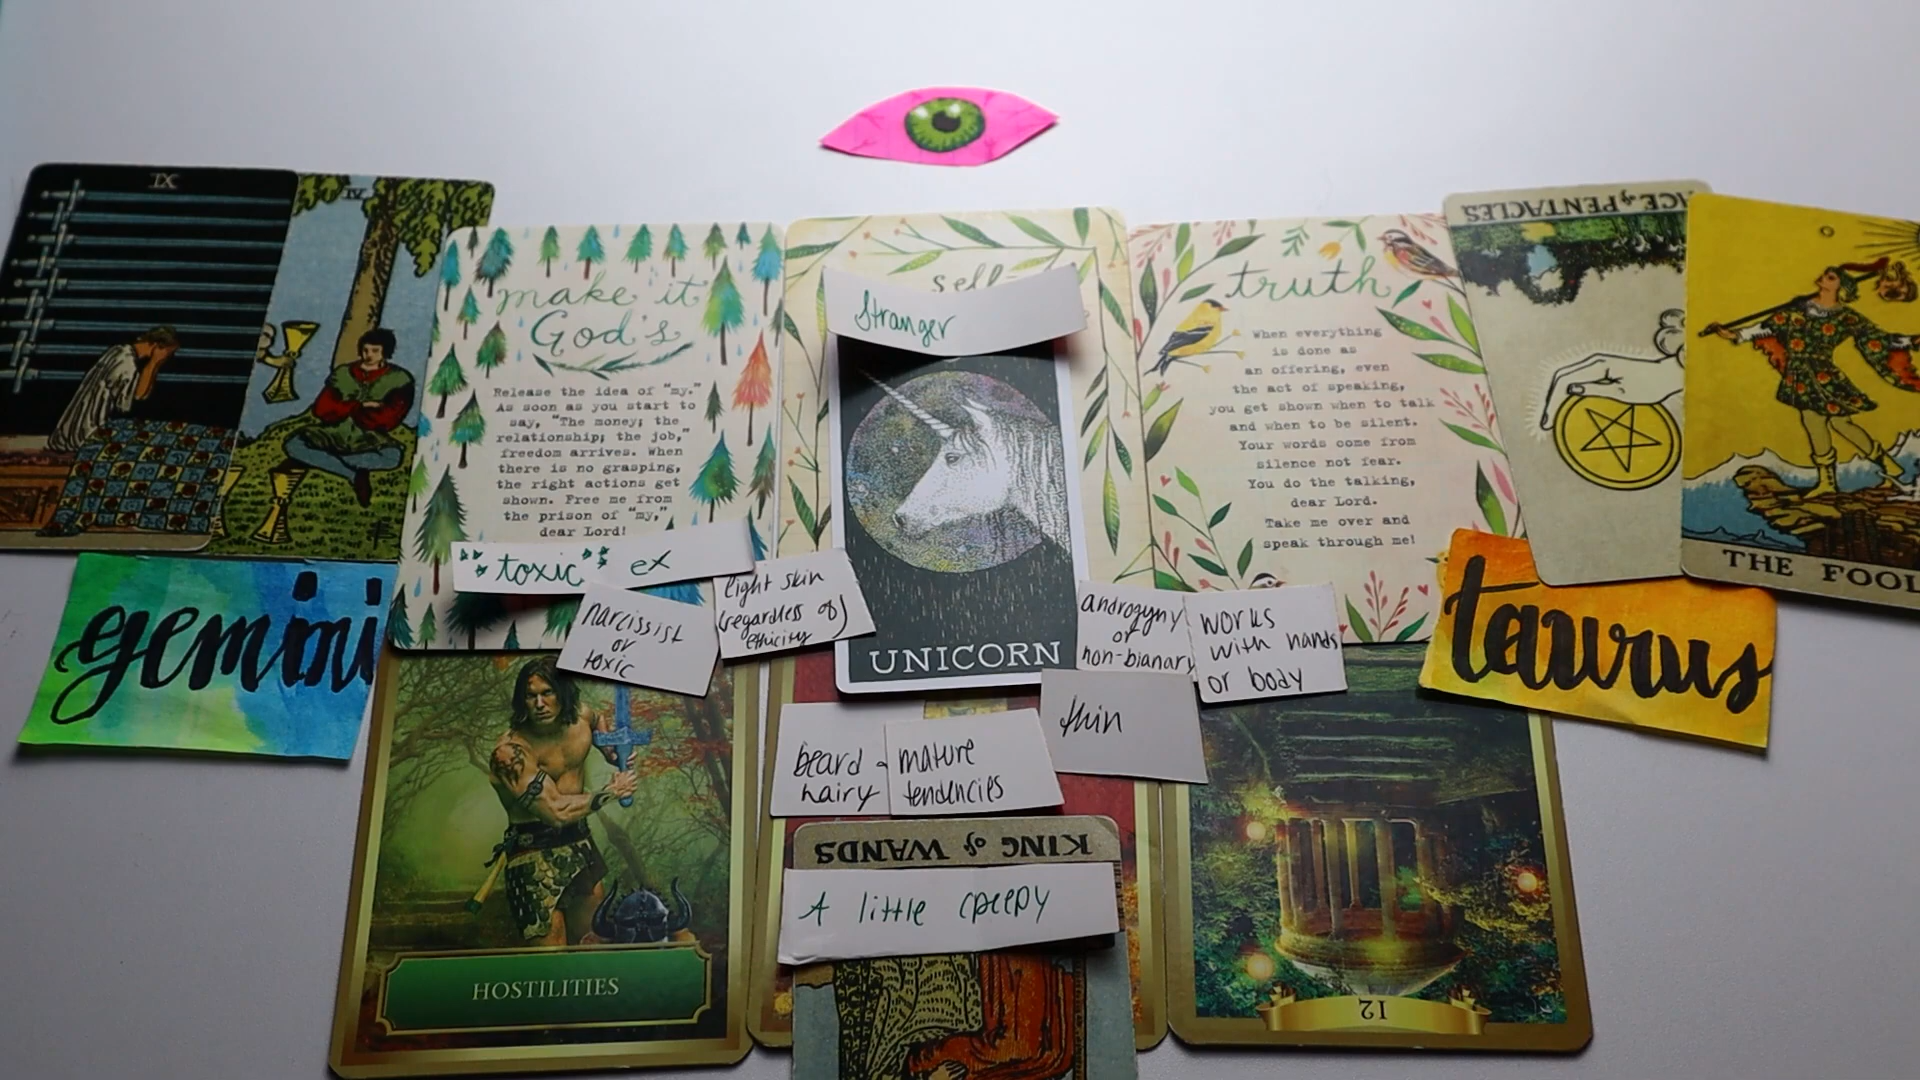 IX
IV
make it
God's
Release the idea of "my."
As soon as you start to
say, "The money; the
relationship; the job,"
freedom arrives. When
there is no grasping,
the right actions get
shown. Free me from
the prison of "my,"
dear Lord!
self-
Stranger
UNICORN
truth
When everything
is done as
an offering, even
the act of speaking,
you get shown when to talk
and when to be silent.
Your words come from
silence not fear.
You do the talking,
dear Lord.
Take me over and
speak through me!
ACE of PENTACLES
THE FOOL
gemini
"toxic" ex
narcissist
or
toxic
light skin
(regardless of)
ethicity
androgyny
or
non-bianary
works
with hands
or body
taurus
beard -
hairy
mature
tendencies
thin
KING of WANDS
A little creepy
HOSTILITIES
12